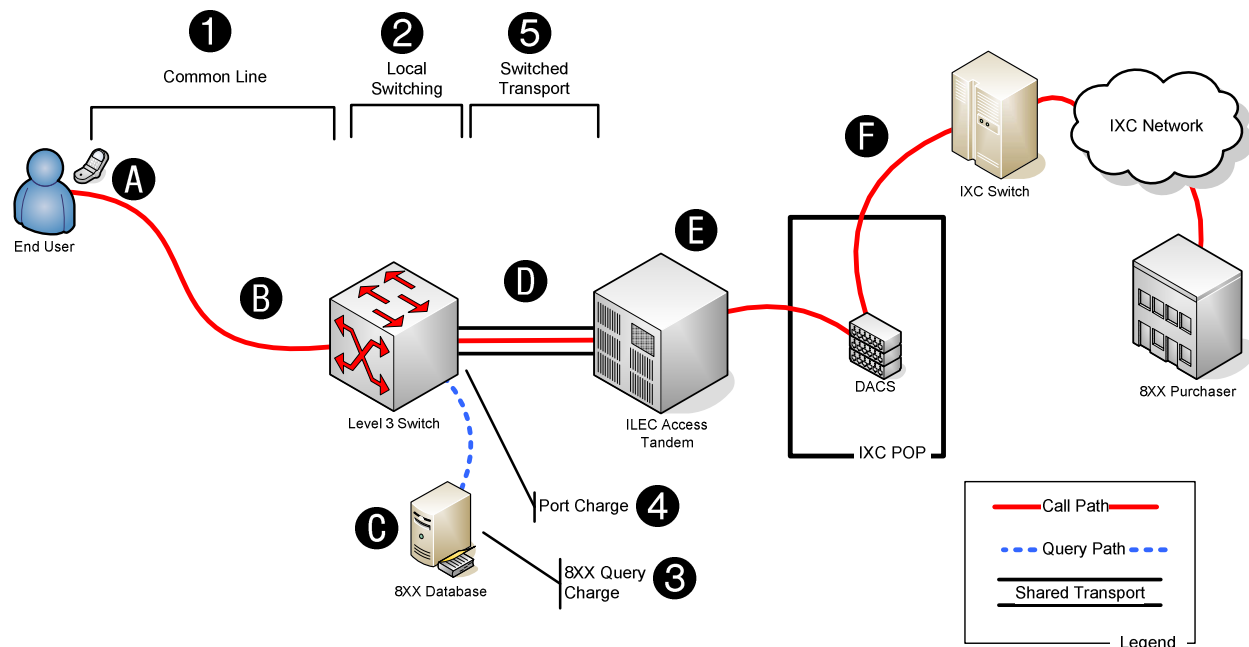 1
2
5
Common Line
Local
Switching
Switched
Transport
A
End User
B
D
E
F
IXC Switch
IXC Network
8XX Purchaser
Level 3 Switch
ILEC Access
Tandem
DACS
IXC POP
C
8XX Database
Port Charge
4
8XX Query
Charge
3
Call Path
Query Path
Shared Transport
Legend